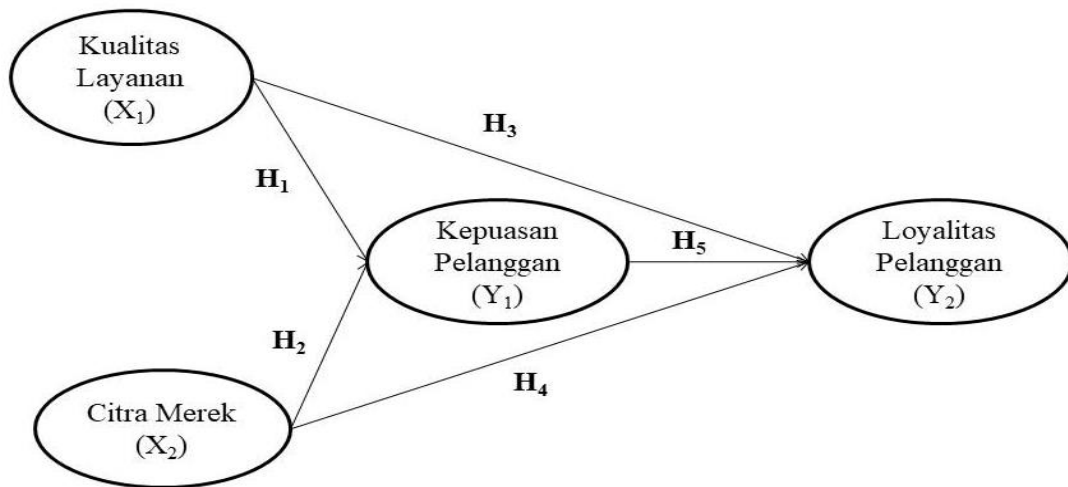 Kualitas
Layanan
(X₁)
H₃
H₁
Kepuasan
Pelanggan
(Y₁)
H₅
Loyalitas
Pelanggan
(Y₂)
H₂
H₄
Citra Merek
(X₂)